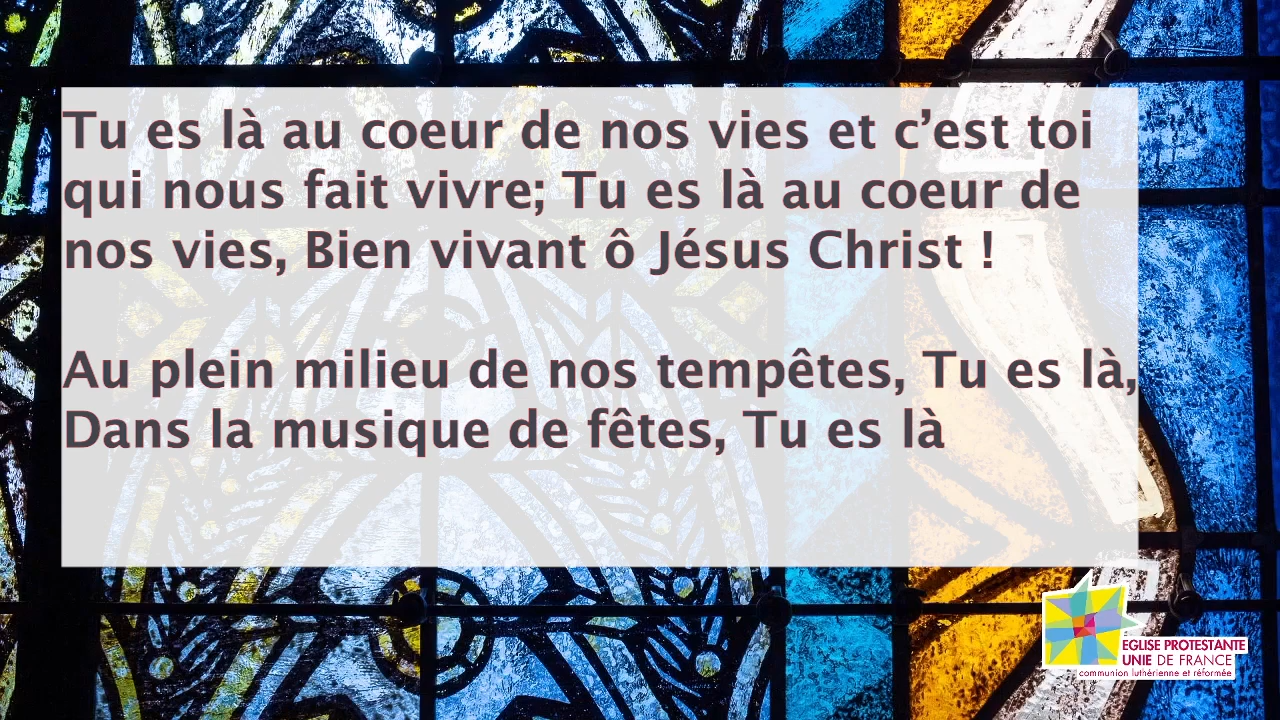 Tu es là au coeur de nos vies et c’est toi
qui nous fait vivre; Tu es là au coeur de
nos vies, Bien vivant ô Jésus Christ !
Au plein milieu de nos tempêtes, Tu es là,
Dans la musique de fêtes, Tu es là
EGLISE PROTESTANTE
UNIE DE FRANCE
communion luthérienne et réformée